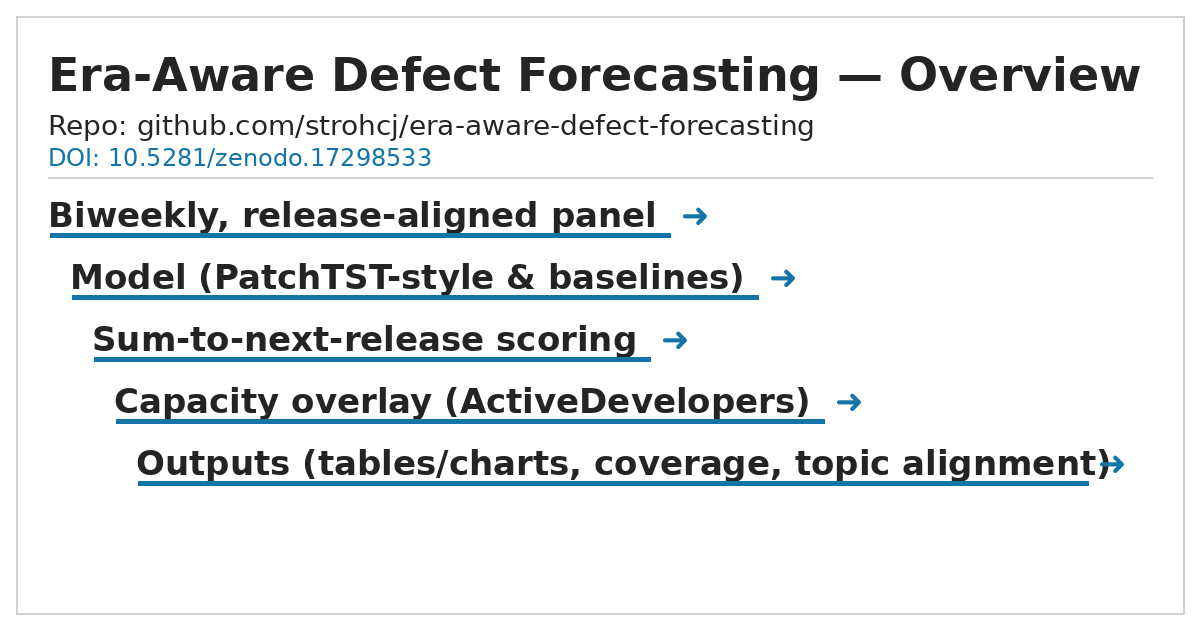 Era-Aware Defect Forecasting — Overview
Repo: github.com/strohcj/era-aware-defect-forecasting
DOI: 10.5281/zenodo.17298533
Biweekly, release-aligned panel →
Model (PatchTST-style & baselines) →
Sum-to-next-release scoring →
Capacity overlay (ActiveDevelopers) →
Outputs (tables/charts, coverage, topic alignment) →